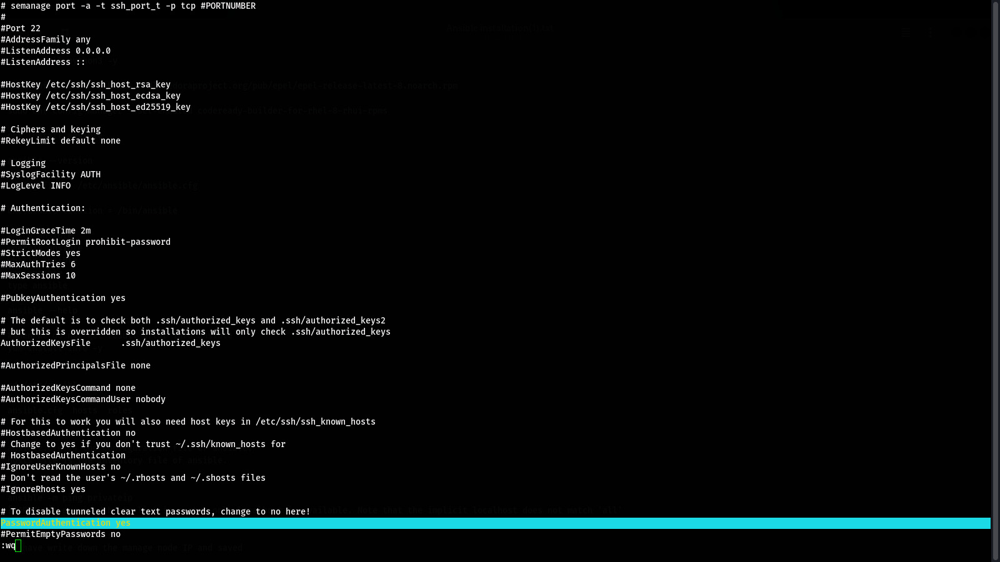 # semanage port -a -t ssh_port_t -p tcp #PORTNUMBER
#
#Port 22
#AddressFamily any
#ListenAddress 0.0.0.0
#ListenAddress ::
#HostKey /etc/ssh/ssh_host_rsa_key
#HostKey /etc/ssh/ssh_host_ecdsa_key
#HostKey /etc/ssh/ssh_host_ed25519_key
# Ciphers and keying
#RekeyLimit default none
# Logging
#SyslogFacility AUTH
#LogLevel INFO
# Authentication:
#LoginGraceTime 2m
#PermitRootLogin prohibit-password
#StrictModes yes
#MaxAuthTries 6
#MaxSessions 10
#PubkeyAuthentication yes
# The default is to check both .ssh/authorized_keys and .ssh/authorized_keys2
# but this is overridden so installations will only check .ssh/authorized_keys
AuthorizedKeysFile      .ssh/authorized_keys
#AuthorizedPrincipalsFile none
#AuthorizedKeysCommand none
#AuthorizedKeysCommandUser nobody
# For this to work you will also need host keys in /etc/ssh/ssh_known_hosts
#HostbasedAuthentication no
# Change to yes if you don't trust ~/.ssh/known_hosts for
# HostbasedAuthentication
#IgnoreUserKnownHosts no
# Don't read the user's ~/.rhosts and ~/.shosts files
#IgnoreRhosts yes
# To disable tunneled clear text passwords, change to no here!
PasswordAuthentication yes
#PermitEmptyPasswords no
:wq